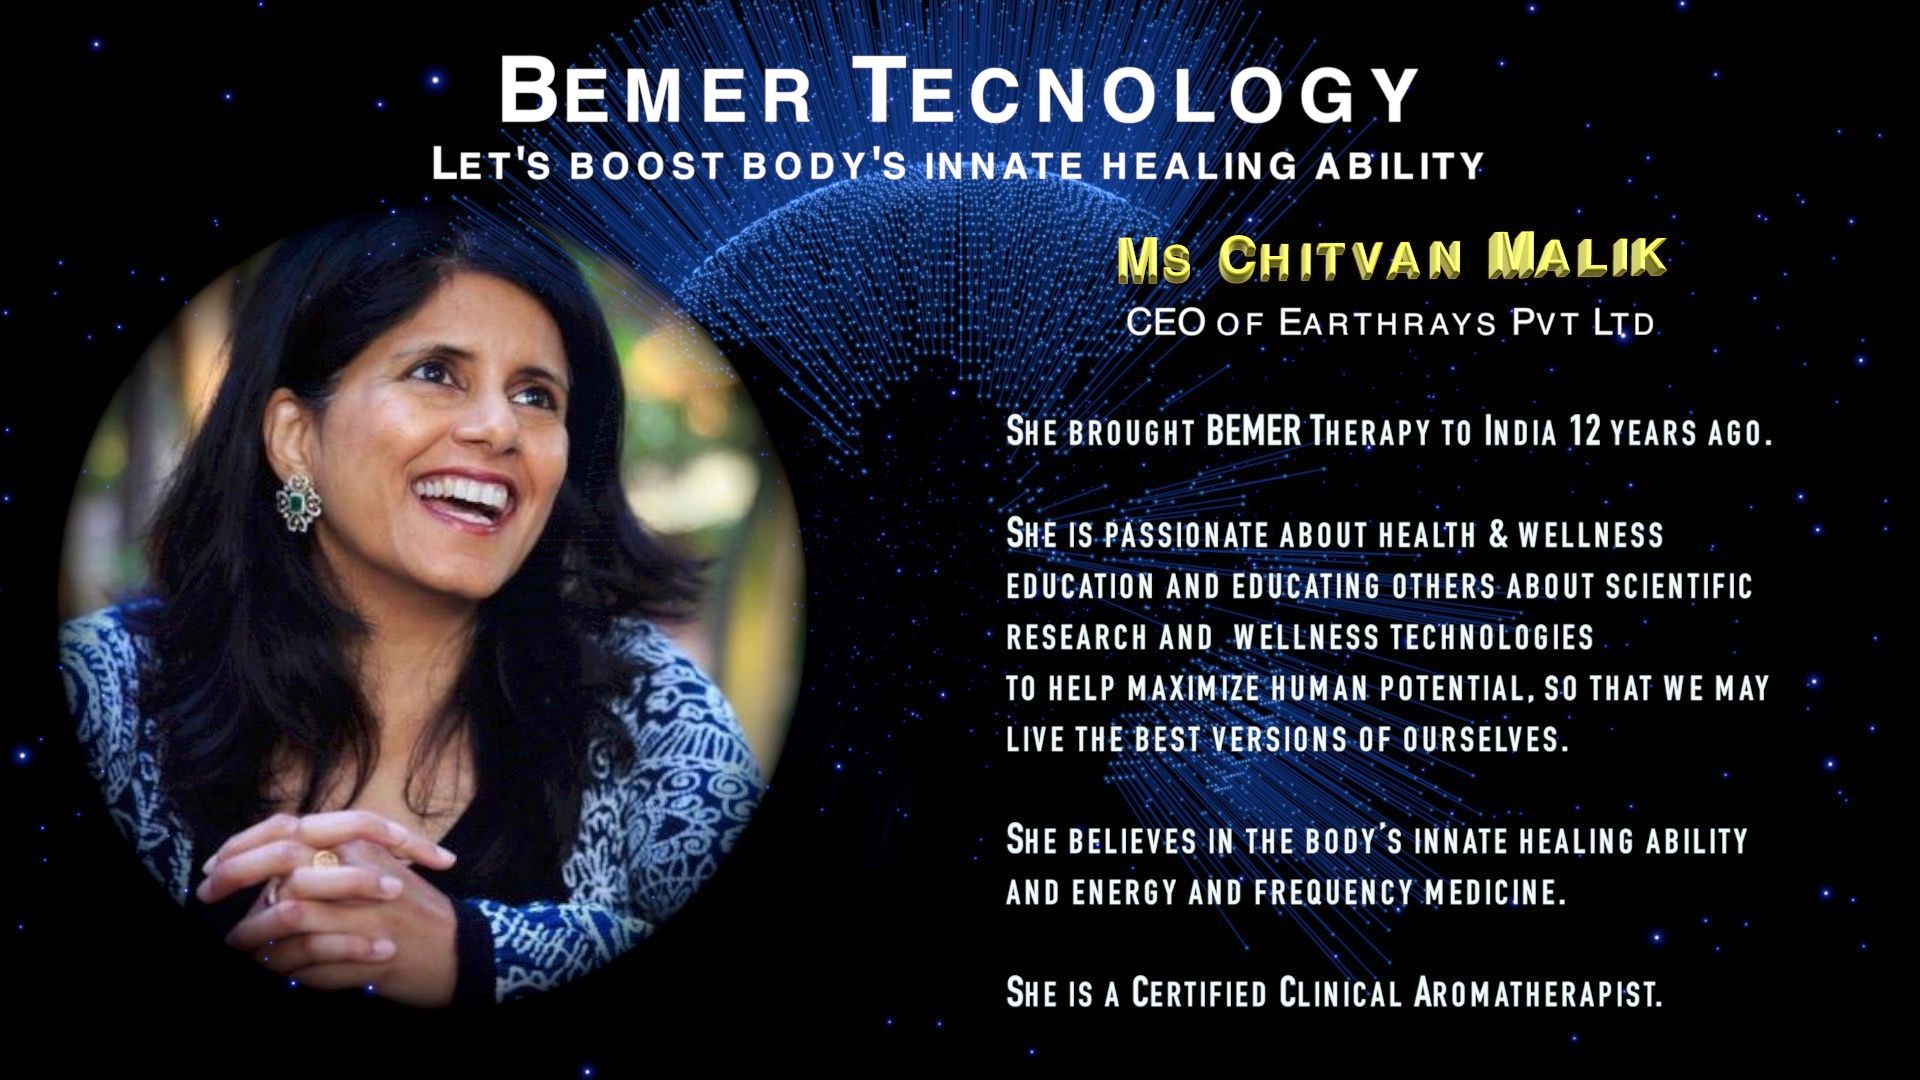 BEMER TECNOLOGY
LET'S BOOST BODY'S INNATE HEALING ABILITY
MS CHITVAN MALIK
CEO OF EARTHRAYS PVT LTD
SHE BROUGHT BEMER THERAPY TO INDIA 12 YEARS AGO.
SHE IS PASSIONATE ABOUT HEALTH & WELLNESS
EDUCATION AND EDUCATING OTHERS ABOUT SCIENTIFIC
RESEARCH AND WELLNESS TECHNOLOGIES
TO HELP MAXIMIZE HUMAN POTENTIAL, SO THAT WE MAY
LIVE THE BEST VERSIONS OF OURSELVES.
SHE BELIEVES IN THE BODY’S INNATE HEALING ABILITY
AND ENERGY AND FREQUENCY MEDICINE.
SHE IS A CERTIFIED CLINICAL AROMATHERAPIST.